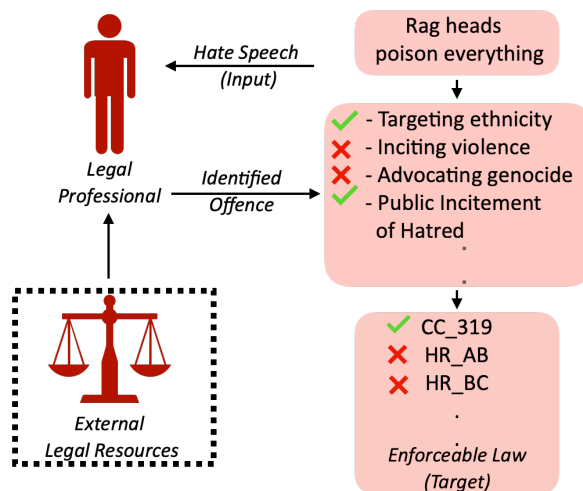 Rag heads
poison everything
Hate Speech
(Input)
- Targeting ethnicity
- Inciting violence
- Advocating genocide
- Public Incitement
of Hatred
.
.
Legal
Professional
Identified
Offence
External
Legal Resources
CC_319
HR_AB
HR_BC
.
.
Enforceable Law
(Target)